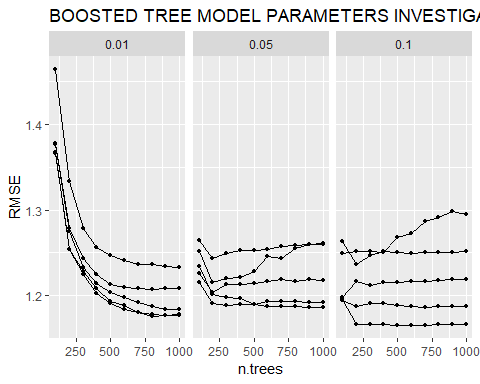 BOOSTED TREE MODEL PARAMETERS INVESTIGA
0.01 0.05 0.1
1.4
1.3
1.2
RMSE
250 500 750 1000 250 500 750 1000 250 500 750 1000
n.trees